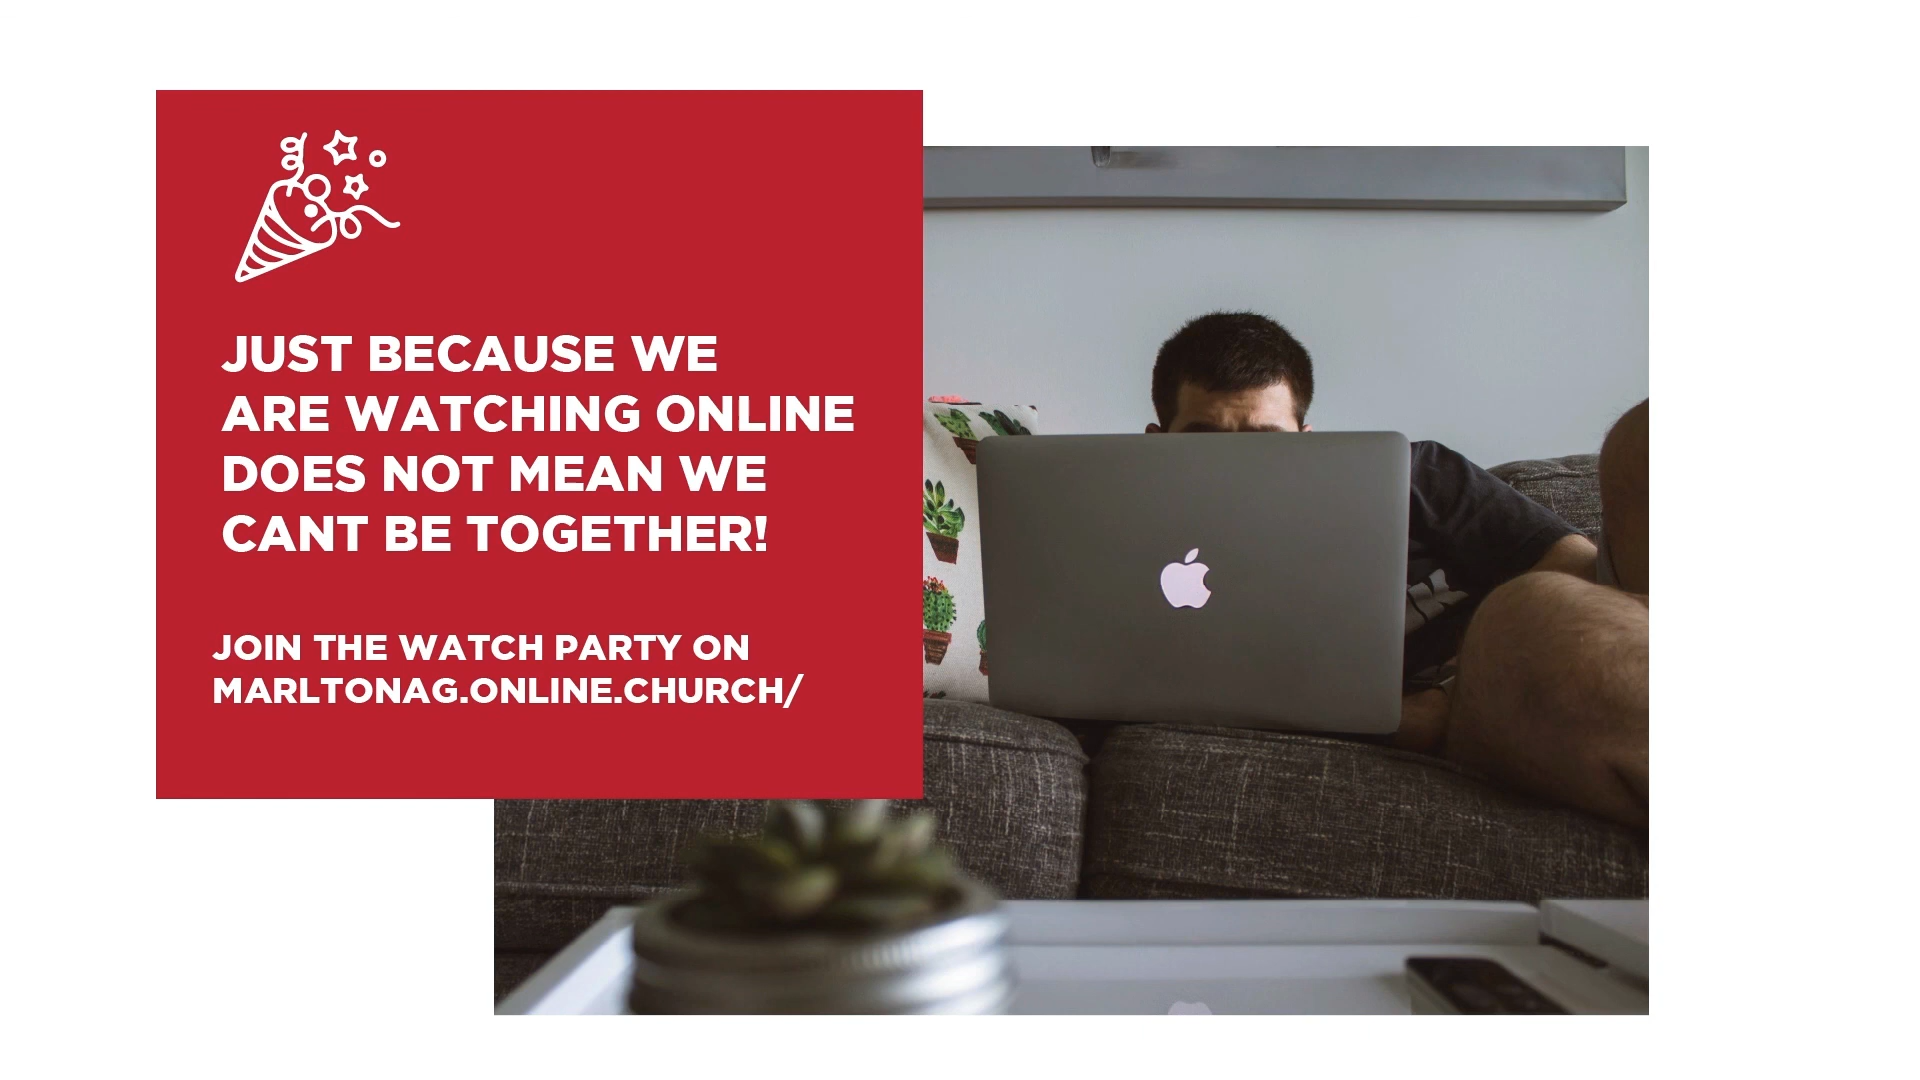 JUST BECAUSE WE
ARE WATCHING ONLINE
DOES NOT MEAN WE
CANT BE TOGETHER!
JOIN THE WATCH PARTY ON
MARLTONAG.ONLINE.CHURCH/